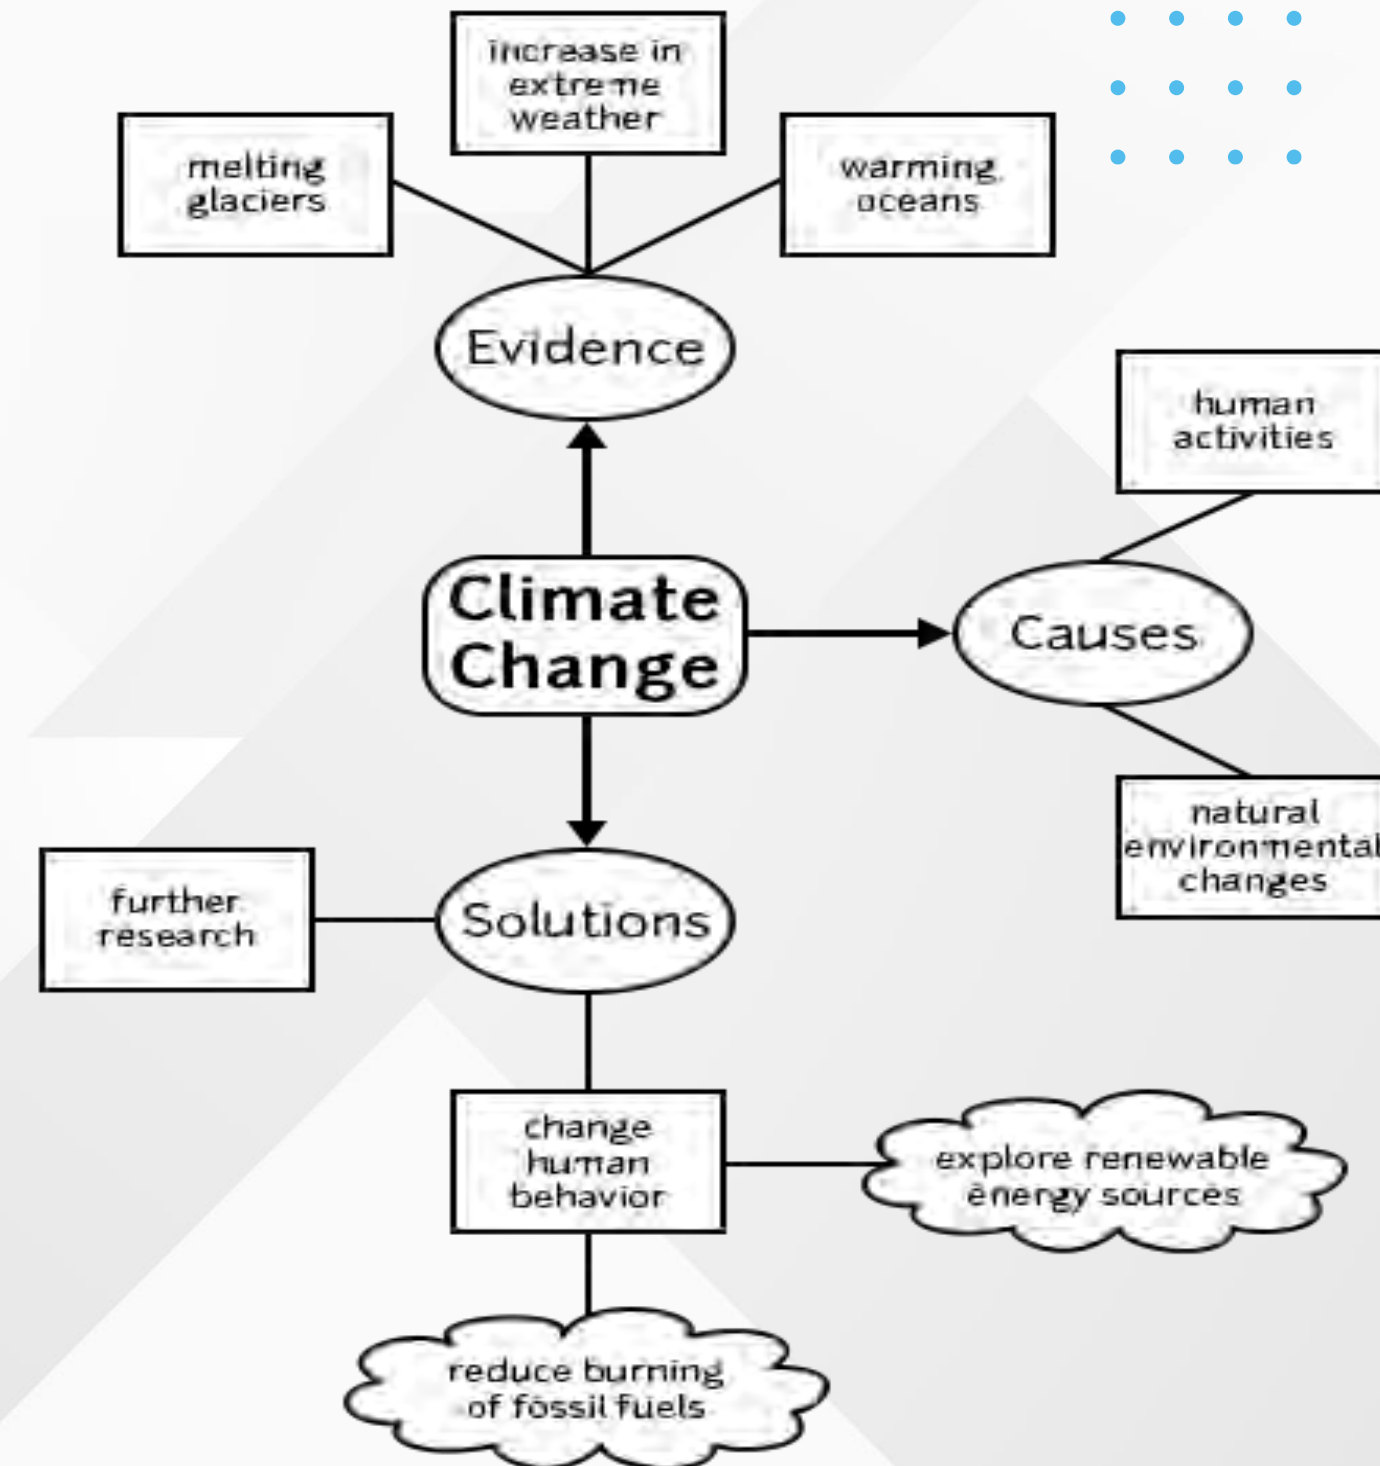 increase in
extreme
weather
melting
glaciers
warming
oceans
Evidence
human
activities
Climate
Change
Causes
natural
environmental
changes
further
research
Solutions
change
human
behavior
explore renewable
energy sources
reduce burning
of fossil fuels